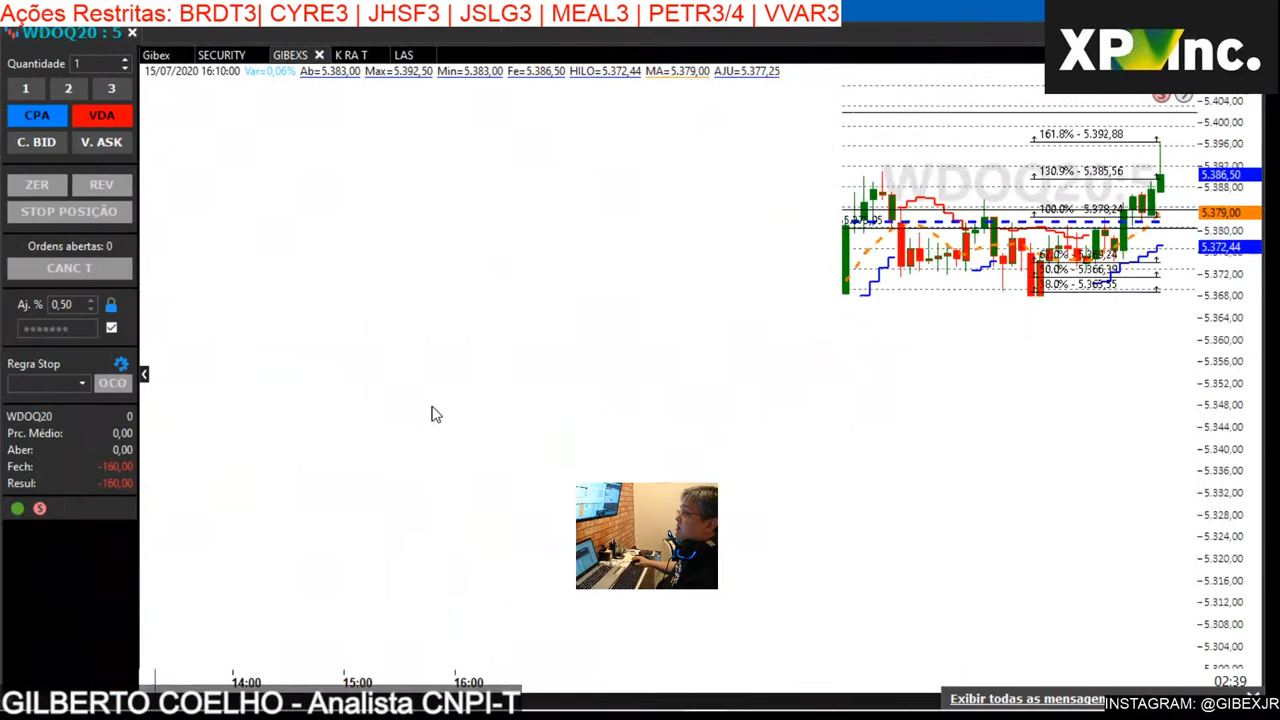 Ações Restritas: BRDT3| CYRE3 | JHSF3 | JSLG3 | MEAL3 | PETR3/4 | VVAR3
XP Inc.
WDOQ20 : 5
Gibex SECURITY GIBEXS K RA T LAS
Quantidade 1
15/07/2020 16:10:00 Var=0,06% Ab=5.383,00 Max=5.392,50 Min=5.383,00 Fe=5.386,50 HILO=5.372,44 MA=5.379,00 AJU=5.377,25
1 2 3
CPA VDA
C. BID V. ASK
ZER REV
STOP POSIÇÃO
Ordens abertas: 0
CANC T
Aj. % 0,50
Regra Stop
OCO
WDOQ20 0
Prc. Médio: 0,00
Aber: 0,00
Fech: -160,00
Resul: -160,00
S
WDOQ20:5
161.8% - 5.392,88
130.9% - 5.385,56
100.0% - 5.378,24
5.404,00
5.400,00
5.396,00
5.392,00
5.386,50
5.388,00
5.379,00
5.380,00
5.372,44
5.372,00
5.368,00
5.364,00
5.360,00
5.356,00
5.352,00
5.348,00
5.344,00
5.340,00
5.336,00
5.332,00
5.328,00
5.324,00
5.320,00
5.316,00
5.312,00
5.308,00
5.304,00
14:00 15:00 16:00 02:39
GILBERTO COELHO - Analista CNPI-T
Exibir todas as mensagen
INSTAGRAM: @GIBEXJR